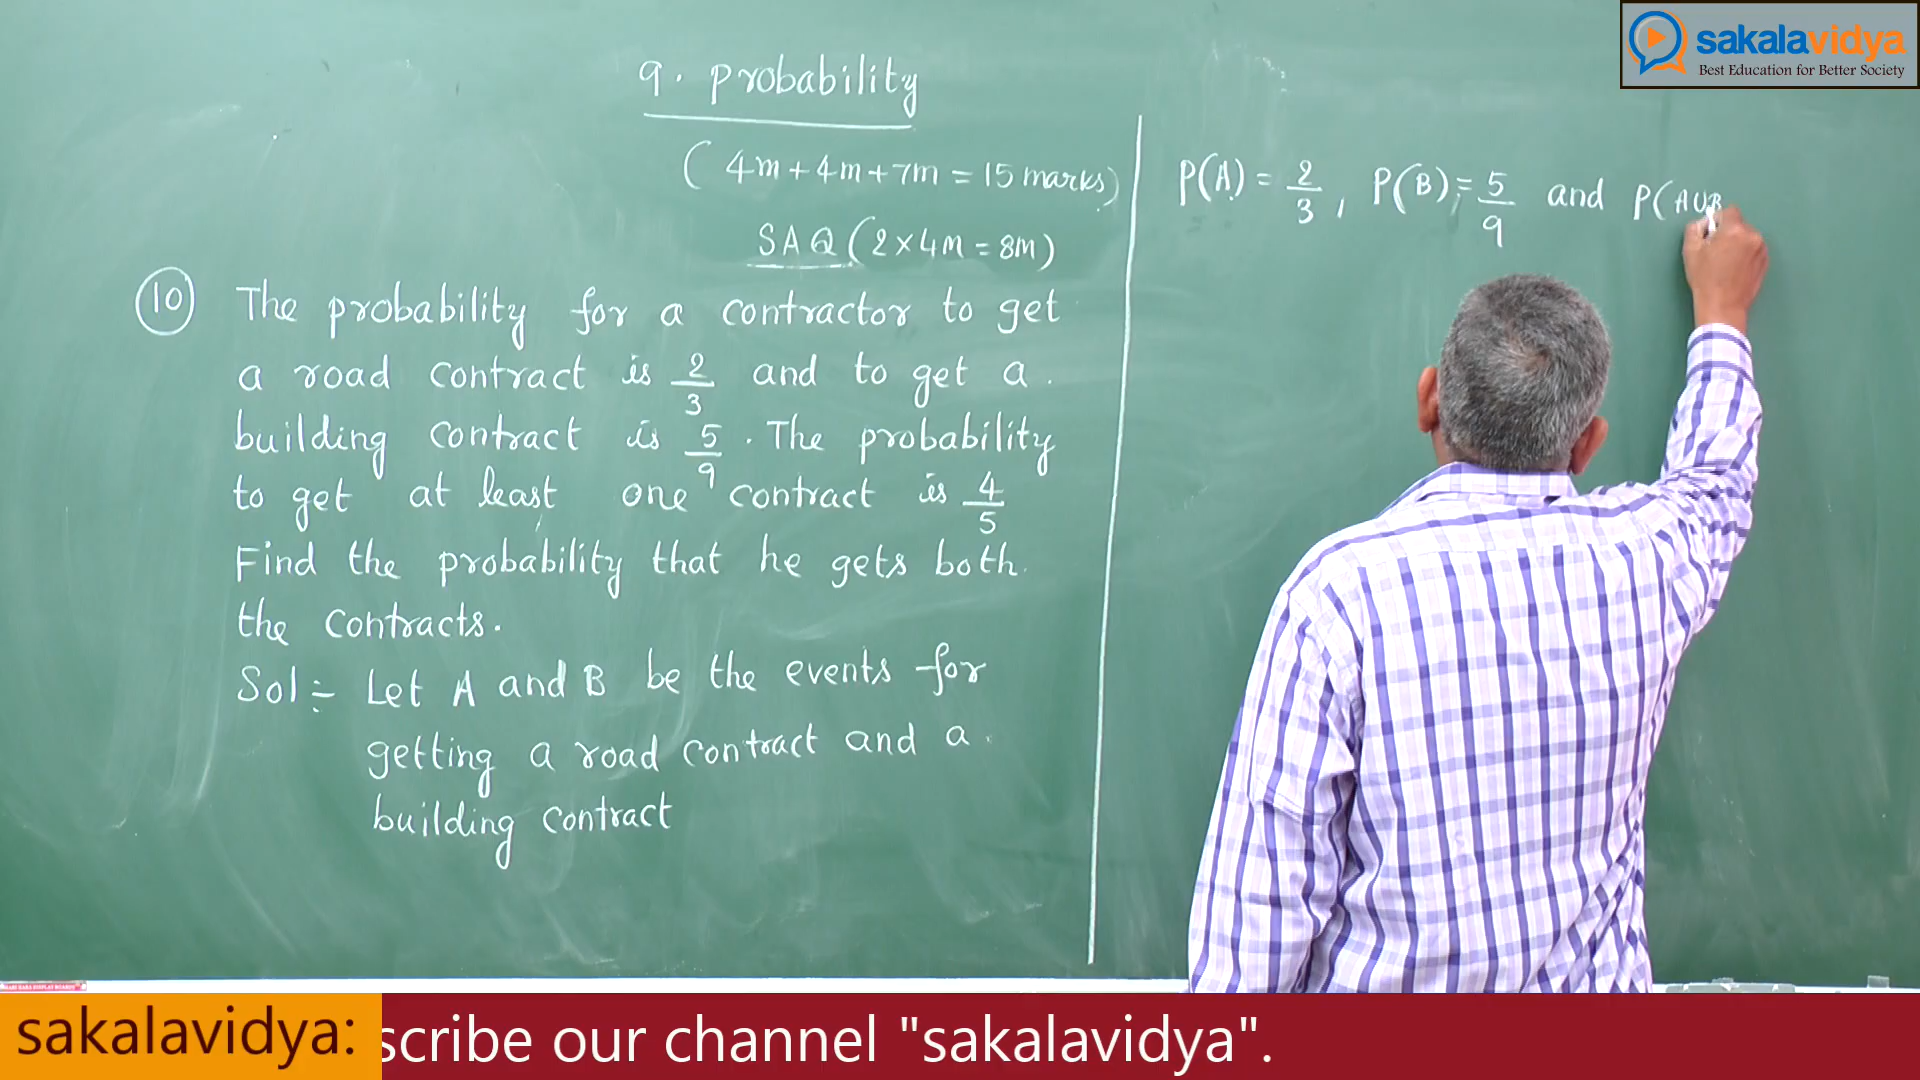 sakalavidya
Best Education for Better Society
9. probability
( 4m + 4m + 7m = 15 marks)
SAQ (2 × 4M = 8M)
10 The probability for a contractor to get
a road contract is 2/3 and to get a
building contract is 5/9. The probability
to get at least one contract is 4/5
Find the probability that he gets both
the contracts.
Sol:- Let A and B be the events for
getting a road contract and a
building contract
P(A) = 2/3, P(B) = 5/9 and P(A∪B
sakalavidya: scribe our channel "sakalavidya".